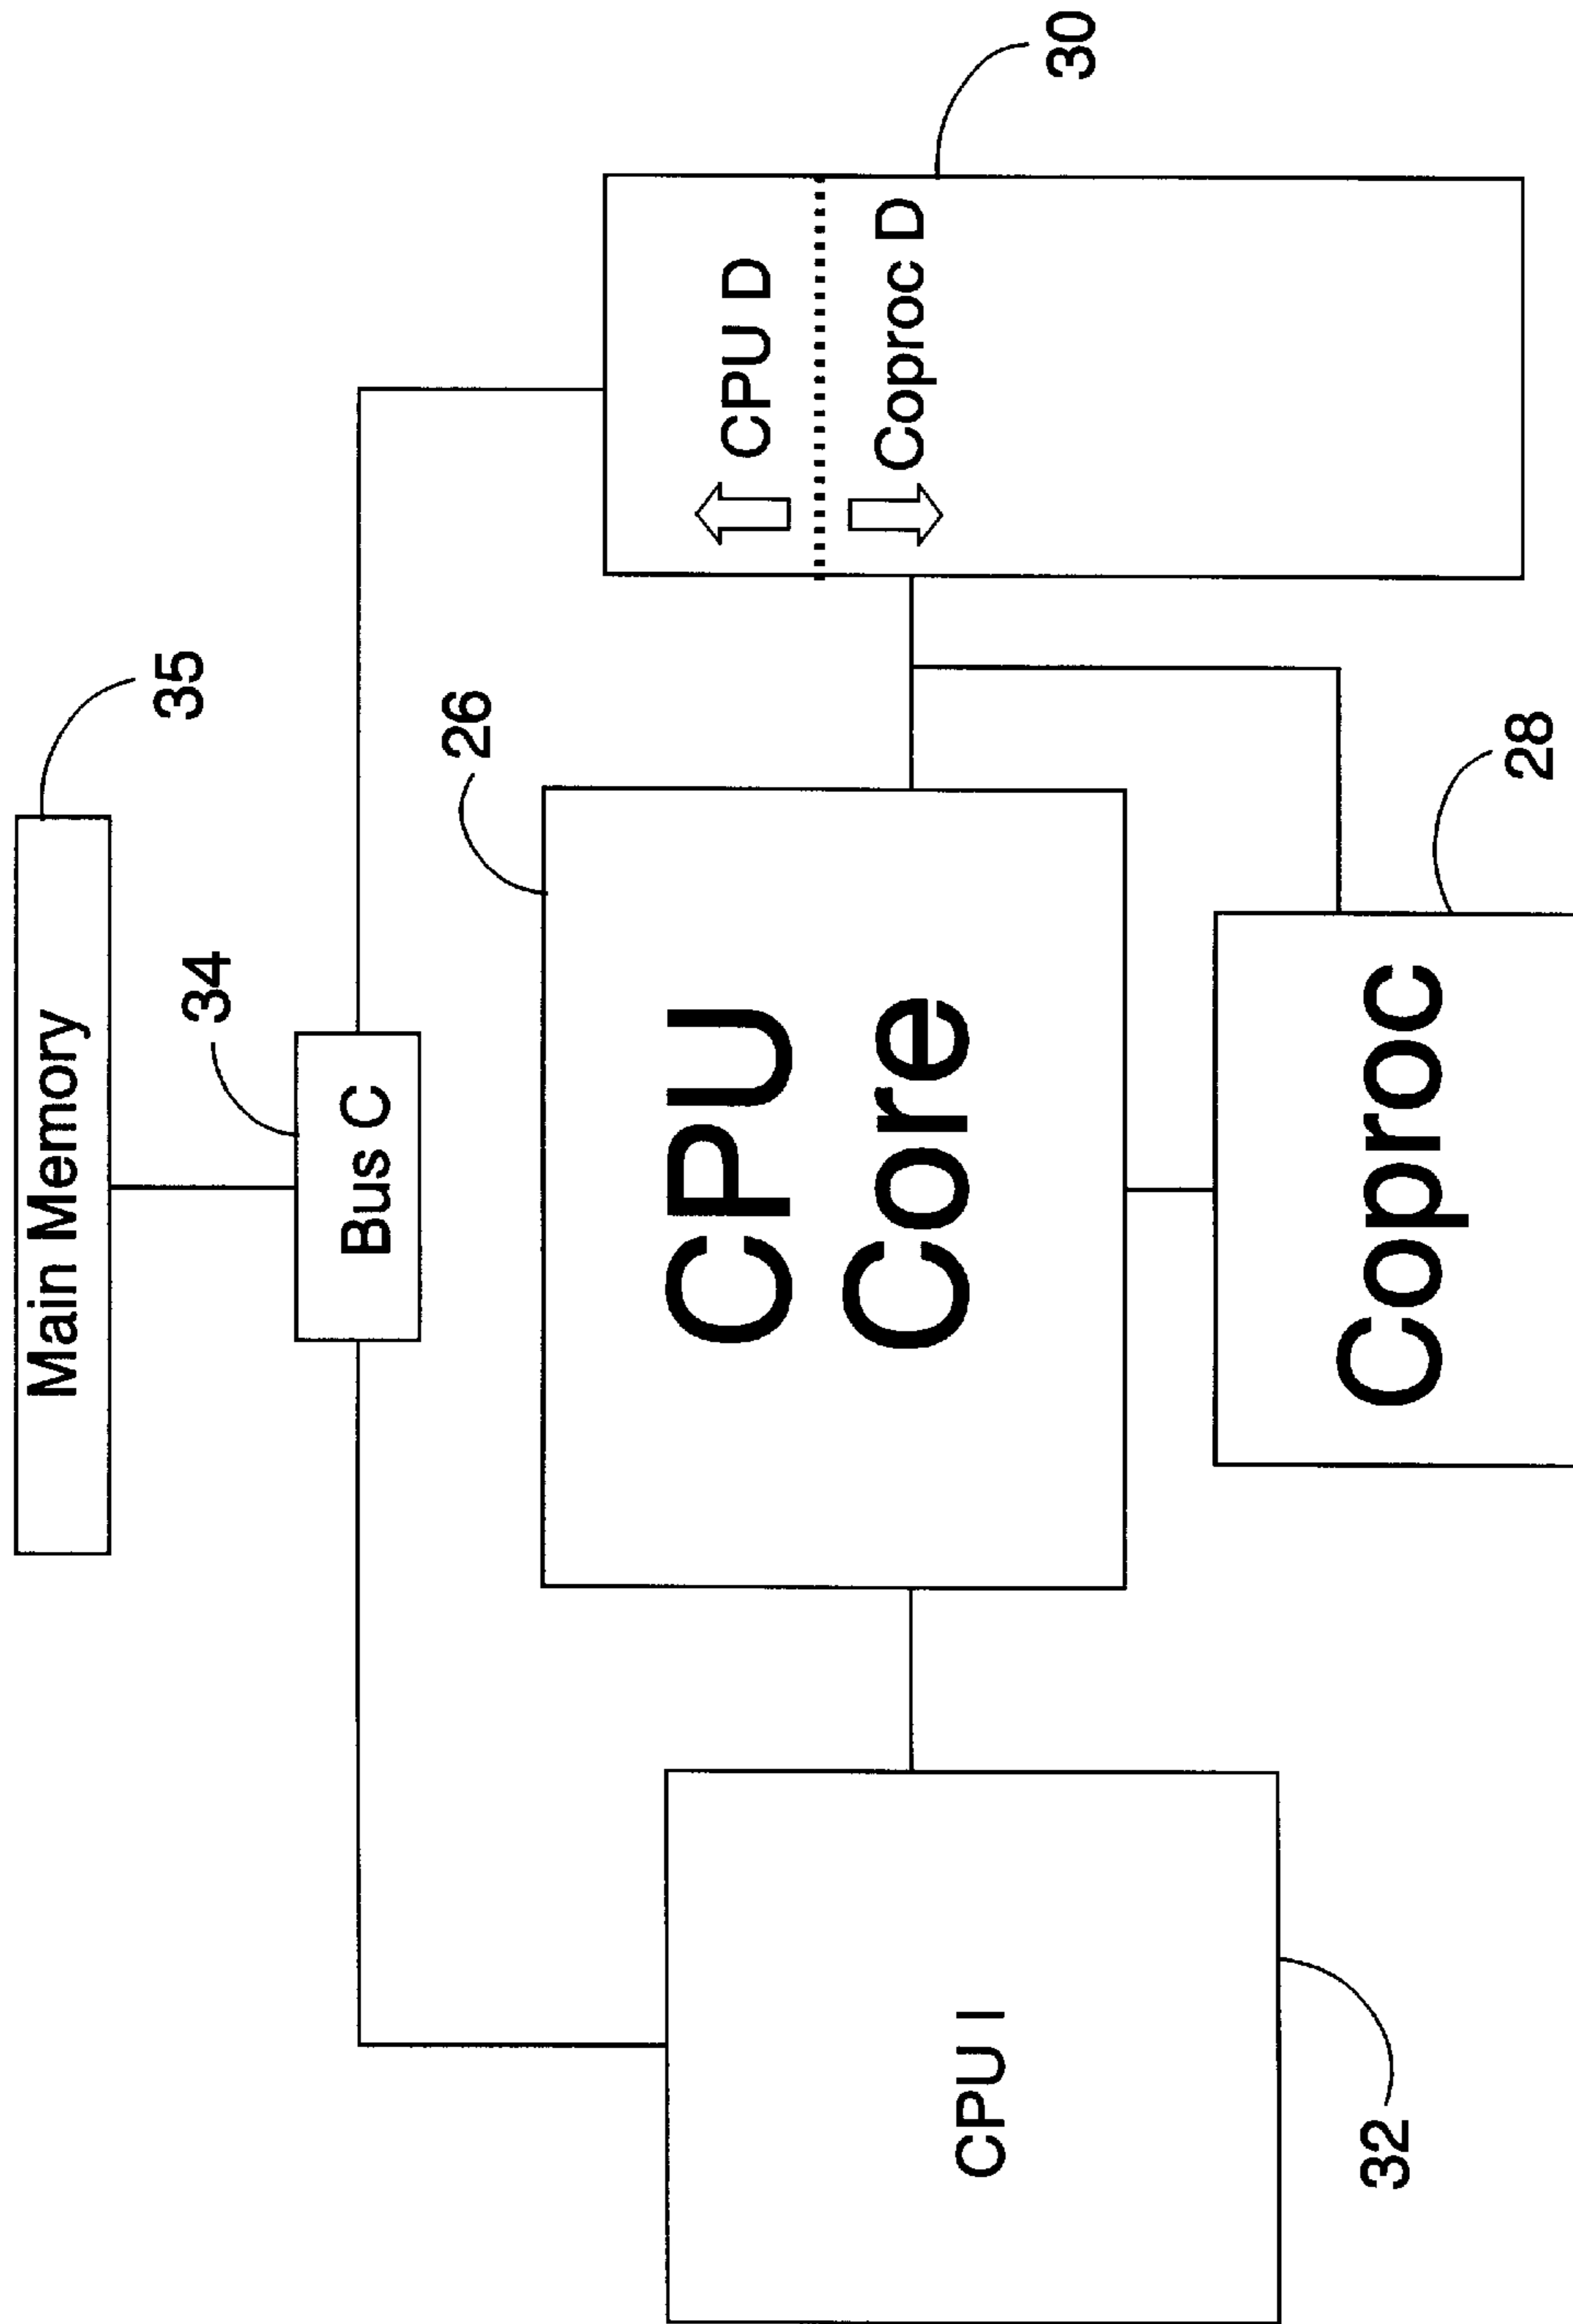 Main Memory
35
34
Bus C
26
CPU
Core
CPU D
Coproc D
30
CPU I
32
Coproc
28